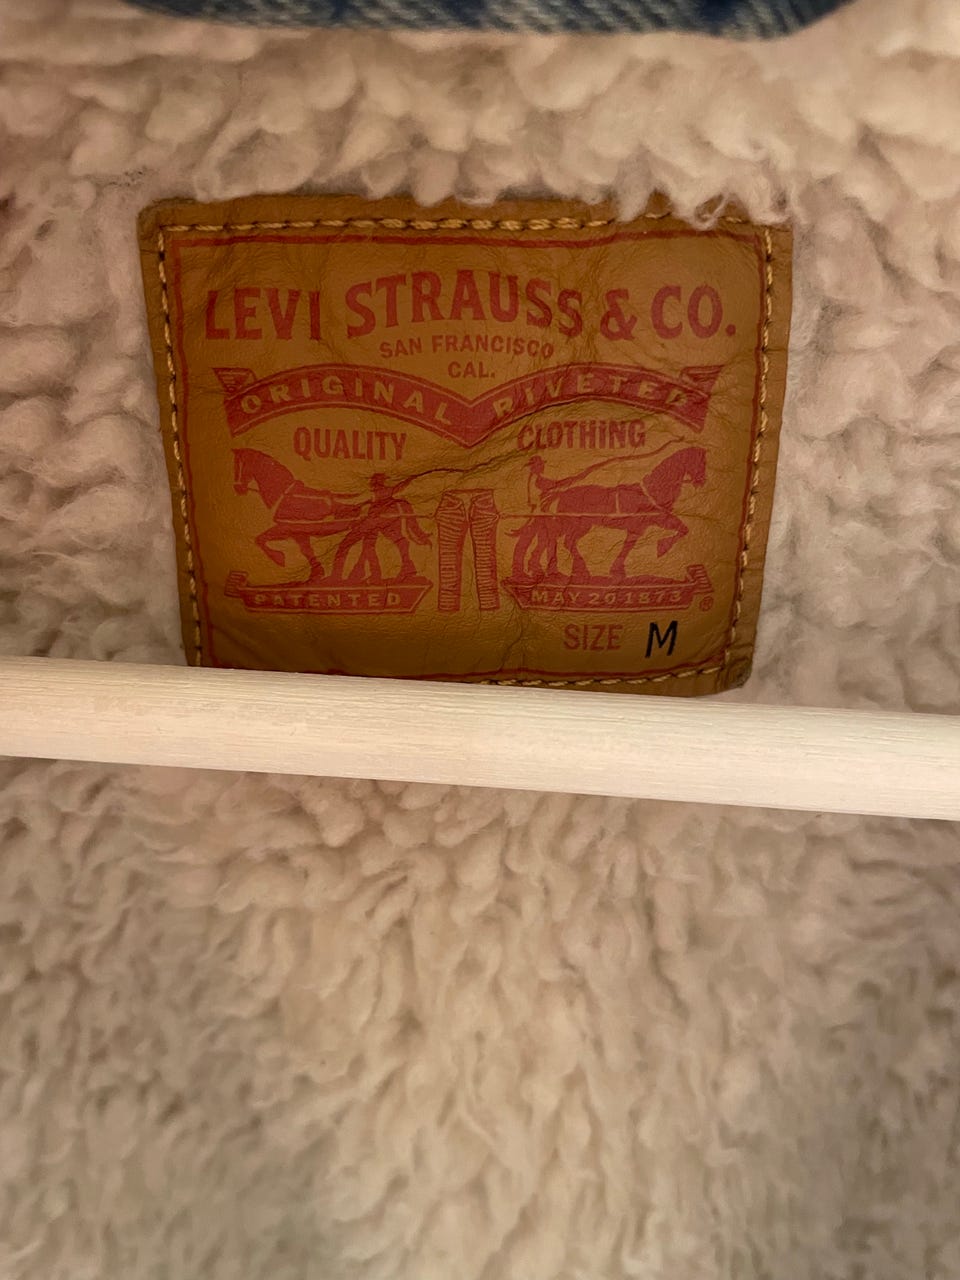 LEVI STRAUSS & CO.
SAN FRANCISCO
CAL.
ORIGINAL RIVETED
QUALITY CLOTHING
PATENTED MAY 20 1873 ®
SIZE M